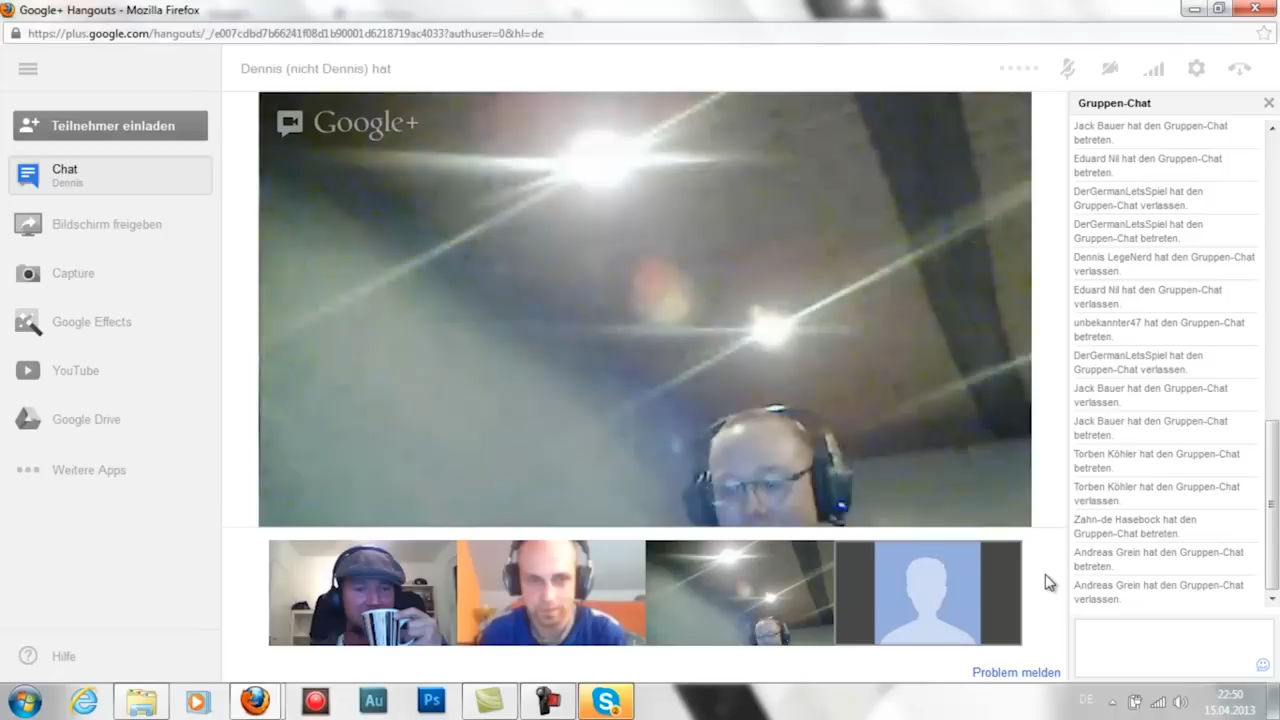 Google+ Hangouts - Mozilla Firefox
https://plus.google.com/hangouts/_/e007cdbd7b66241f08d1b90001d6218719ac4033?authuser=0&hl=de
Dennis (nicht Dennis) hat
Teilnehmer einladen
Chat
Dennis
Bildschirm freigeben
Capture
Google Effects
YouTube
Google Drive
Weitere Apps
Hilfe
Google+
Problem melden
Gruppen-Chat
Jack Bauer hat den Gruppen-Chat
betreten.
Eduard Nil hat den Gruppen-Chat
betreten.
DerGermanLetsSpiel hat den
Gruppen-Chat verlassen.
DerGermanLetsSpiel hat den
Gruppen-Chat betreten.
Dennis LegeNerd hat den Gruppen-Chat
verlassen.
Eduard Nil hat den Gruppen-Chat
verlassen.
unbekannter47 hat den Gruppen-Chat
betreten.
DerGermanLetsSpiel hat den
Gruppen-Chat verlassen.
Jack Bauer hat den Gruppen-Chat
verlassen.
Jack Bauer hat den Gruppen-Chat
betreten.
Torben Köhler hat den Gruppen-Chat
betreten.
Torben Köhler hat den Gruppen-Chat
verlassen.
Zahn-de Hasebock hat den
Gruppen-Chat betreten.
Andreas Grein hat den Gruppen-Chat
betreten.
Andreas Grein hat den Gruppen-Chat
verlassen.
Au
Ps
DE
22:50
15.04.2013